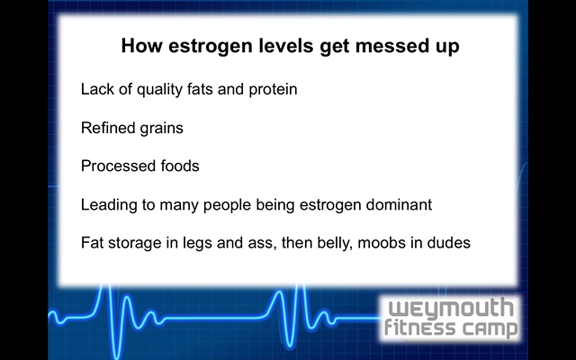 How estrogen levels get messed up
Lack of quality fats and protein
Refined grains
Processed foods
Leading to many people being estrogen dominant
Fat storage in legs and ass, then belly, moobs in dudes
weymouth
fitness camp